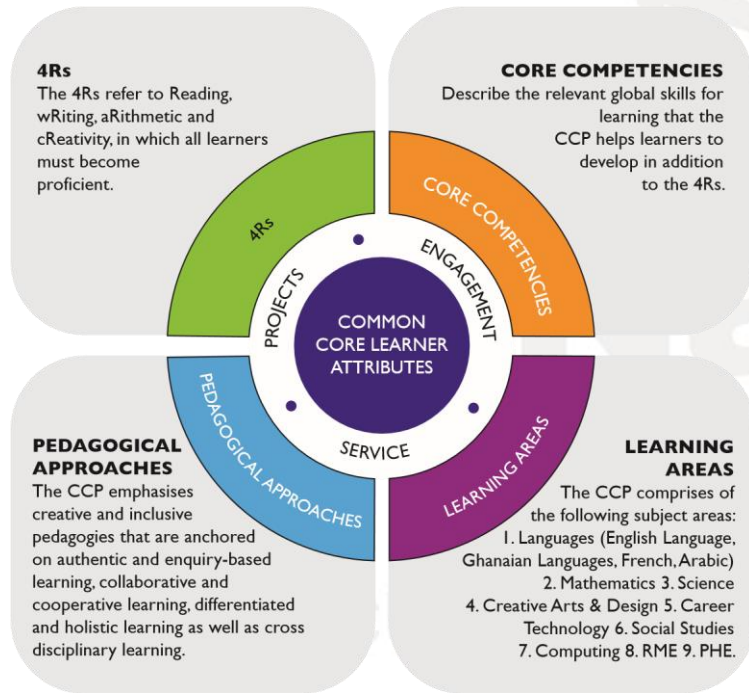 4Rs
The 4Rs refer to Reading,
wRiting, aRithmetic and
cReativity, in which all learners
must become
proficient.
CORE COMPETENCIES
Describe the relevant global skills for
learning that the
CCP helps learners to
develop in addition
to the 4Rs.
4Rs
CORE COMPETENCIES
PROJECTS
ENGAGEMENT
COMMON
CORE LEARNER
ATTRIBUTES
SERVICE
PEDAGOGICAL APPROACHES
LEARNING AREAS
PEDAGOGICAL
APPROACHES
The CCP emphasises
creative and inclusive
pedagogies that are anchored
on authentic and enquiry-based
learning, collaborative and
cooperative learning, differentiated
and holistic learning as well as cross
disciplinary learning.
LEARNING
AREAS
The CCP comprises of
the following subject areas:
1. Languages (English Language,
Ghanaian Languages, French, Arabic)
2. Mathematics 3. Science
4. Creative Arts & Design 5. Career
Technology 6. Social Studies
7. Computing 8. RME 9. PHE.